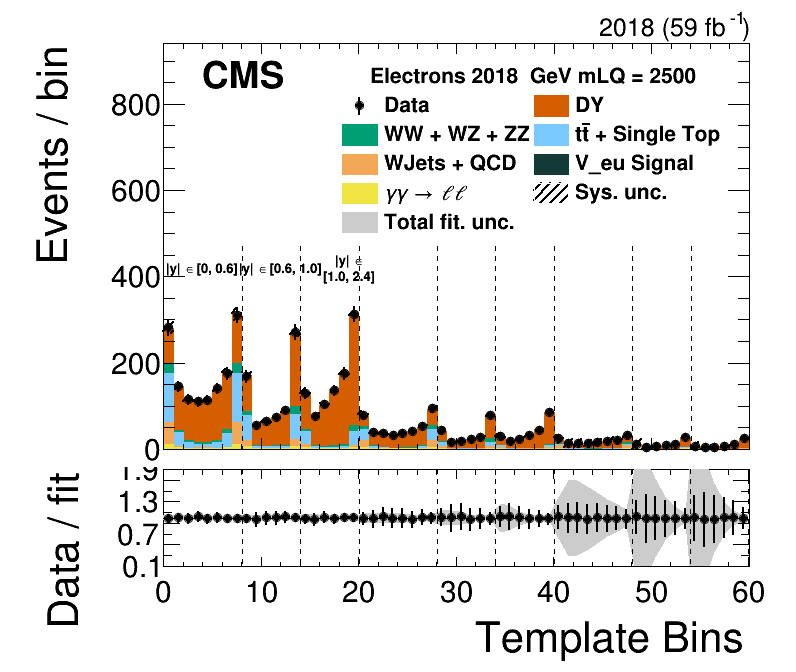 2018 (59 fb⁻¹)
CMS
Electrons 2018 GeV mLQ = 2500
Data
DY
WW + WZ + ZZ
tt̄ + Single Top
WJets + QCD
V_eu Signal
γγ → ℓℓ
Sys. unc.
Total fit. unc.
Events / bin
800
600
400
200
0
|y| ∈ [0, 0.6]
|y| ∈ [0.6, 1.0]
|y| ∈
[1.0, 2.4]
Data / fit
1.9
1.3
0.7
0.1
0 10 20 30 40 50 60
Template Bins